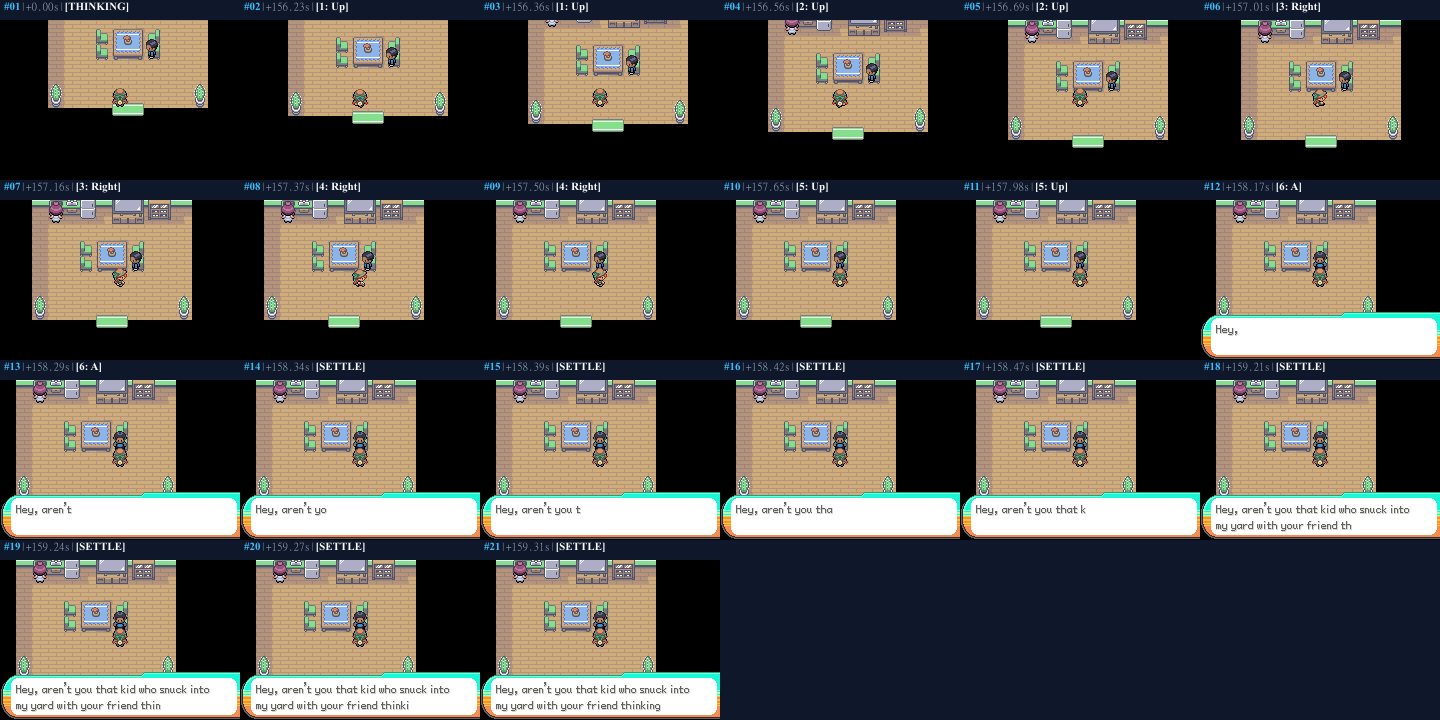 #01 | +0.00s | [THINKING]
#02 | +156.23s | [1: Up]
#03 | +156.36s | [1: Up]
#04 | +156.56s | [2: Up]
#05 | +156.69s | [2: Up]
#06 | +157.01s | [3: Right]
#07 | +157.16s | [3: Right]
#08 | +157.37s | [4: Right]
#09 | +157.50s | [4: Right]
#10 | +157.65s | [5: Up]
#11 | +157.98s | [5: Up]
#12 | +158.17s | [6: A]
Hey,
#13 | +158.29s | [6: A]
Hey, aren't
#14 | +158.34s | [SETTLE]
Hey, aren't yo
#15 | +158.39s | [SETTLE]
Hey, aren't you t
#16 | +158.42s | [SETTLE]
Hey, aren't you tha
#17 | +158.47s | [SETTLE]
Hey, aren't you that k
#18 | +159.21s | [SETTLE]
Hey, aren't you that kid who snuck into
my yard with your friend th
#19 | +159.24s | [SETTLE]
Hey, aren't you that kid who snuck into
my yard with your friend thin
#20 | +159.27s | [SETTLE]
Hey, aren't you that kid who snuck into
my yard with your friend thinki
#21 | +159.31s | [SETTLE]
Hey, aren't you that kid who snuck into
my yard with your friend thinking